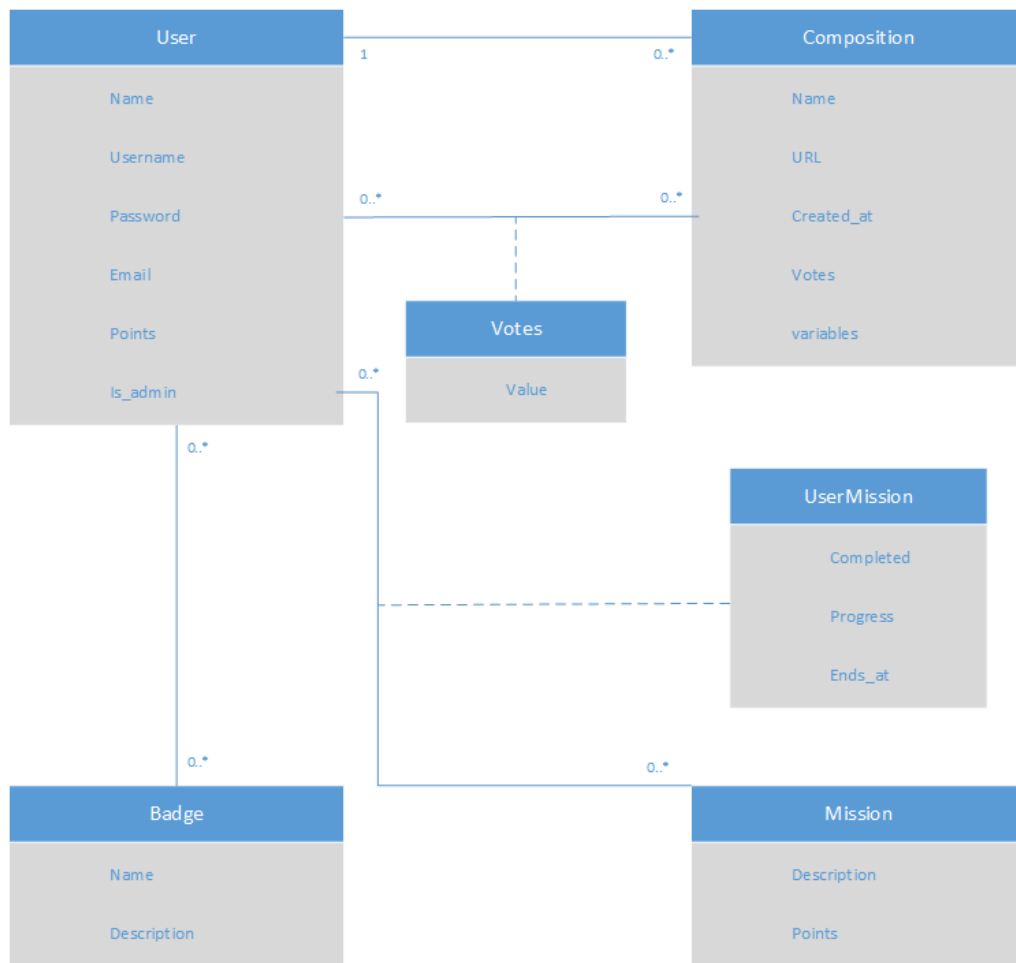 User
Composition
1
0..*
Name
Name
Username
URL
0..*
0..*
Password
Created_at
Email
Votes
Votes
Points
variables
0..*
Is_admin
Value
0..*
UserMission
Completed
Progress
Ends_at
0..*
0..*
Badge
Mission
Name
Description
Description
Points